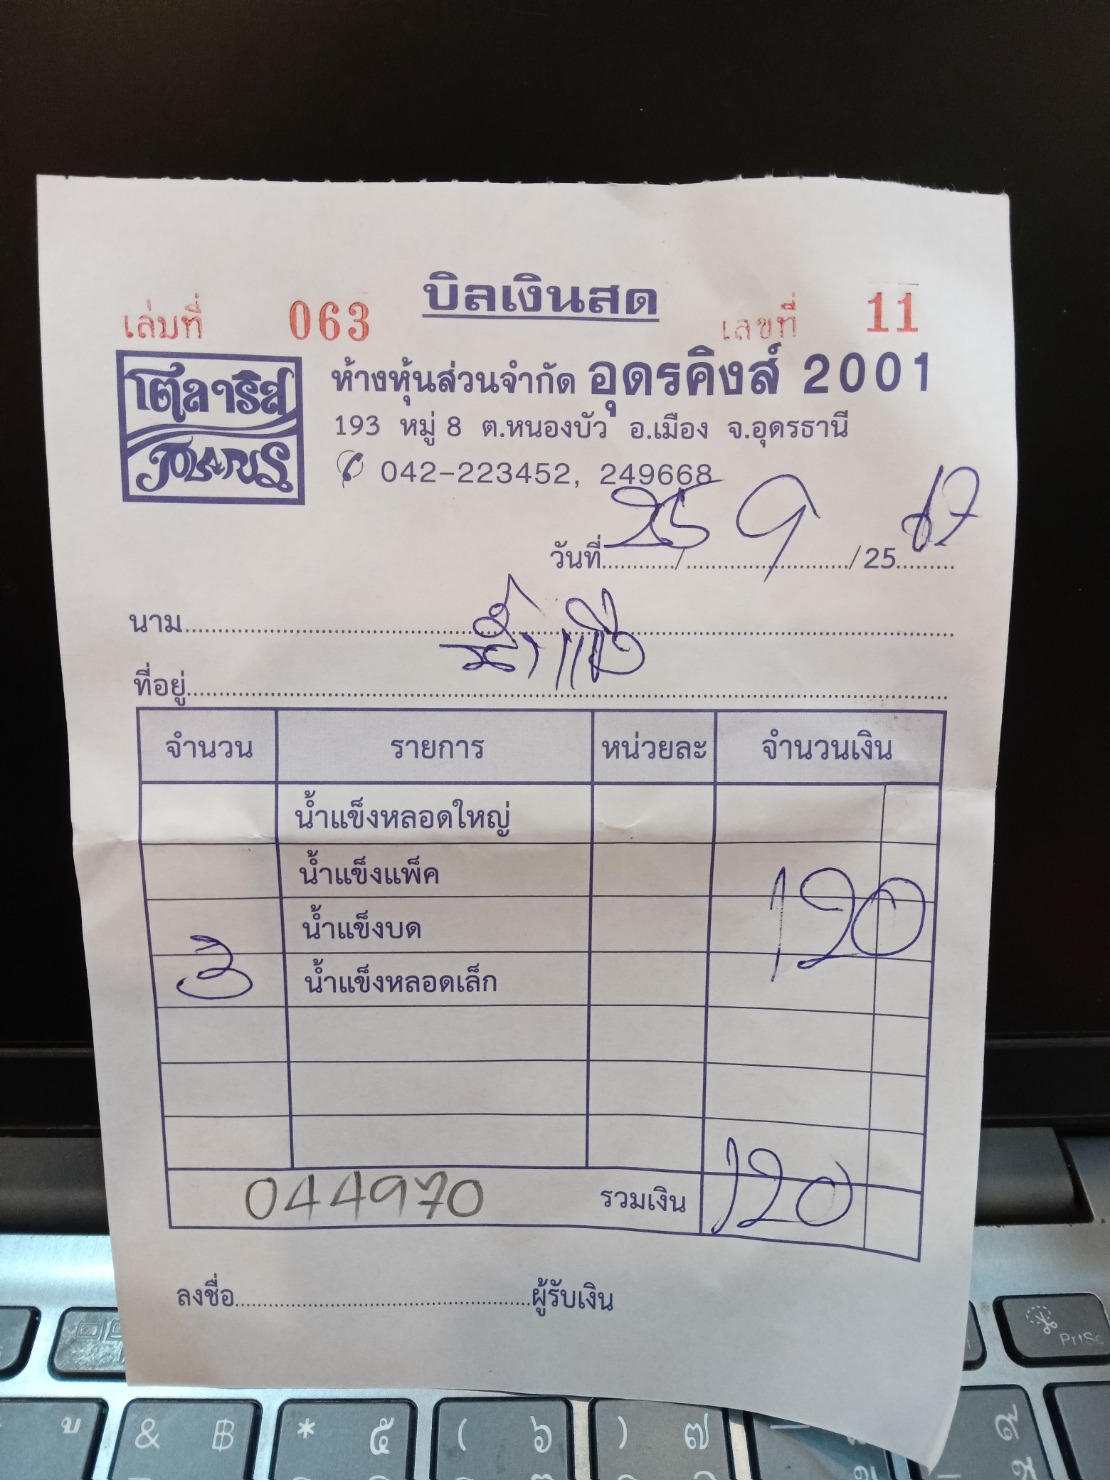 บิลเงินสด
เล่มที่ 063 เลขที่ 11
โตลาริส
ห้างหุ้นส่วนจำกัด อุดรคิงส์ 2001
193 หมู่ 8 ต.หนองบัว อ.เมือง จ.อุดรธานี
042-223452, 249668
วันที่ 25 / 9 / 25 67
นาม
ที่อยู่
จำนวน รายการ หน่วยละ จำนวนเงิน
น้ำแข็งหลอดใหญ่
น้ำแข็งแพ็ค 120
น้ำแข็งบด
3 น้ำแข็งหลอดเล็ก
044970 รวมเงิน 120
ลงชื่อ ผู้รับเงิน
PrtSc
บ & ฿ * ๕ ( ๖ ) ๗